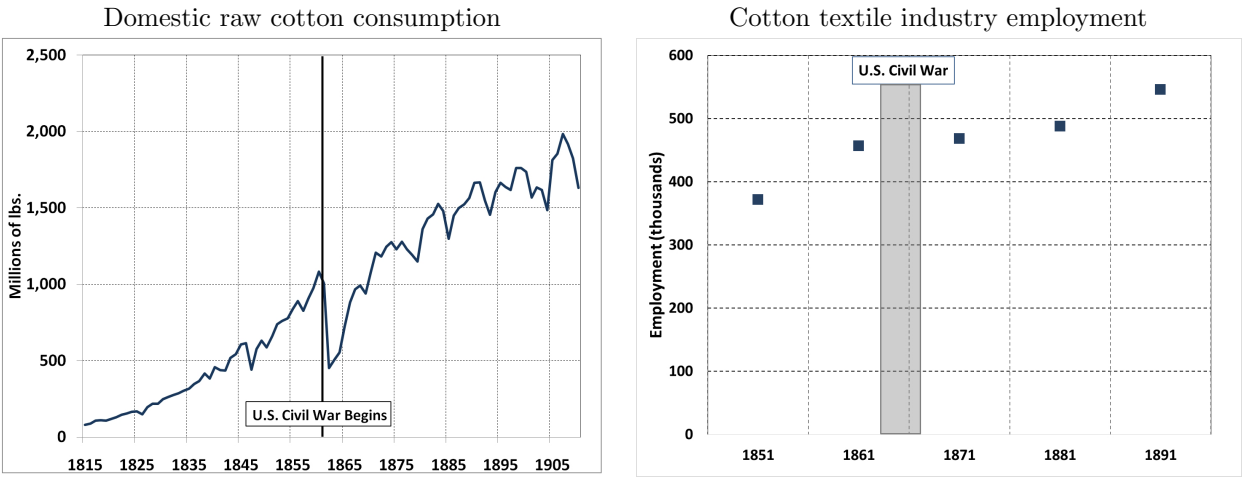 Domestic raw cotton consumption
2,500
2,000
1,500
1,000
500
0
Millions of lbs.
U.S. Civil War Begins
1815 1825 1835 1845 1855 1865 1875 1885 1895 1905
Cotton textile industry employment
600
500
400
300
200
100
0
Employment (thousands)
U.S. Civil War
1851 1861 1871 1881 1891